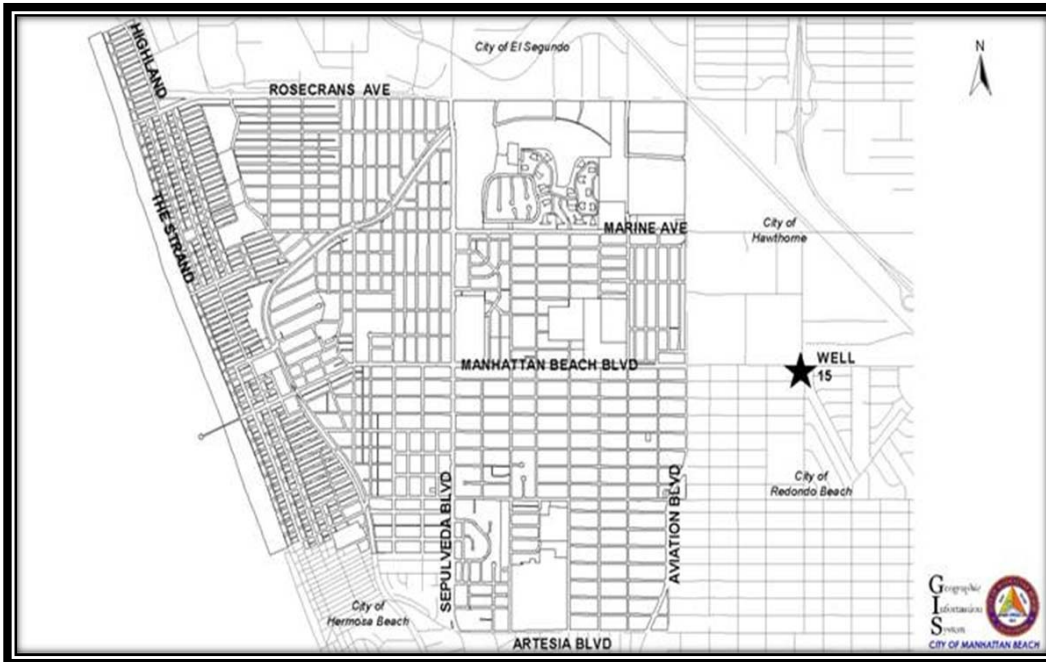 HIGHLAND
City of El Segundo
N
ROSECRANS AVE
THE STRAND
MARINE AVE
City of
Hawthorne
MANHATTAN BEACH BLVD
WELL
15
City of
Redondo Beach
SEPULVEDA BLVD
AVIATION BLVD
City of
Hermosa Beach
ARTESIA BLVD
Geographic
Information
System
CITY OF MANHATTAN BEACH